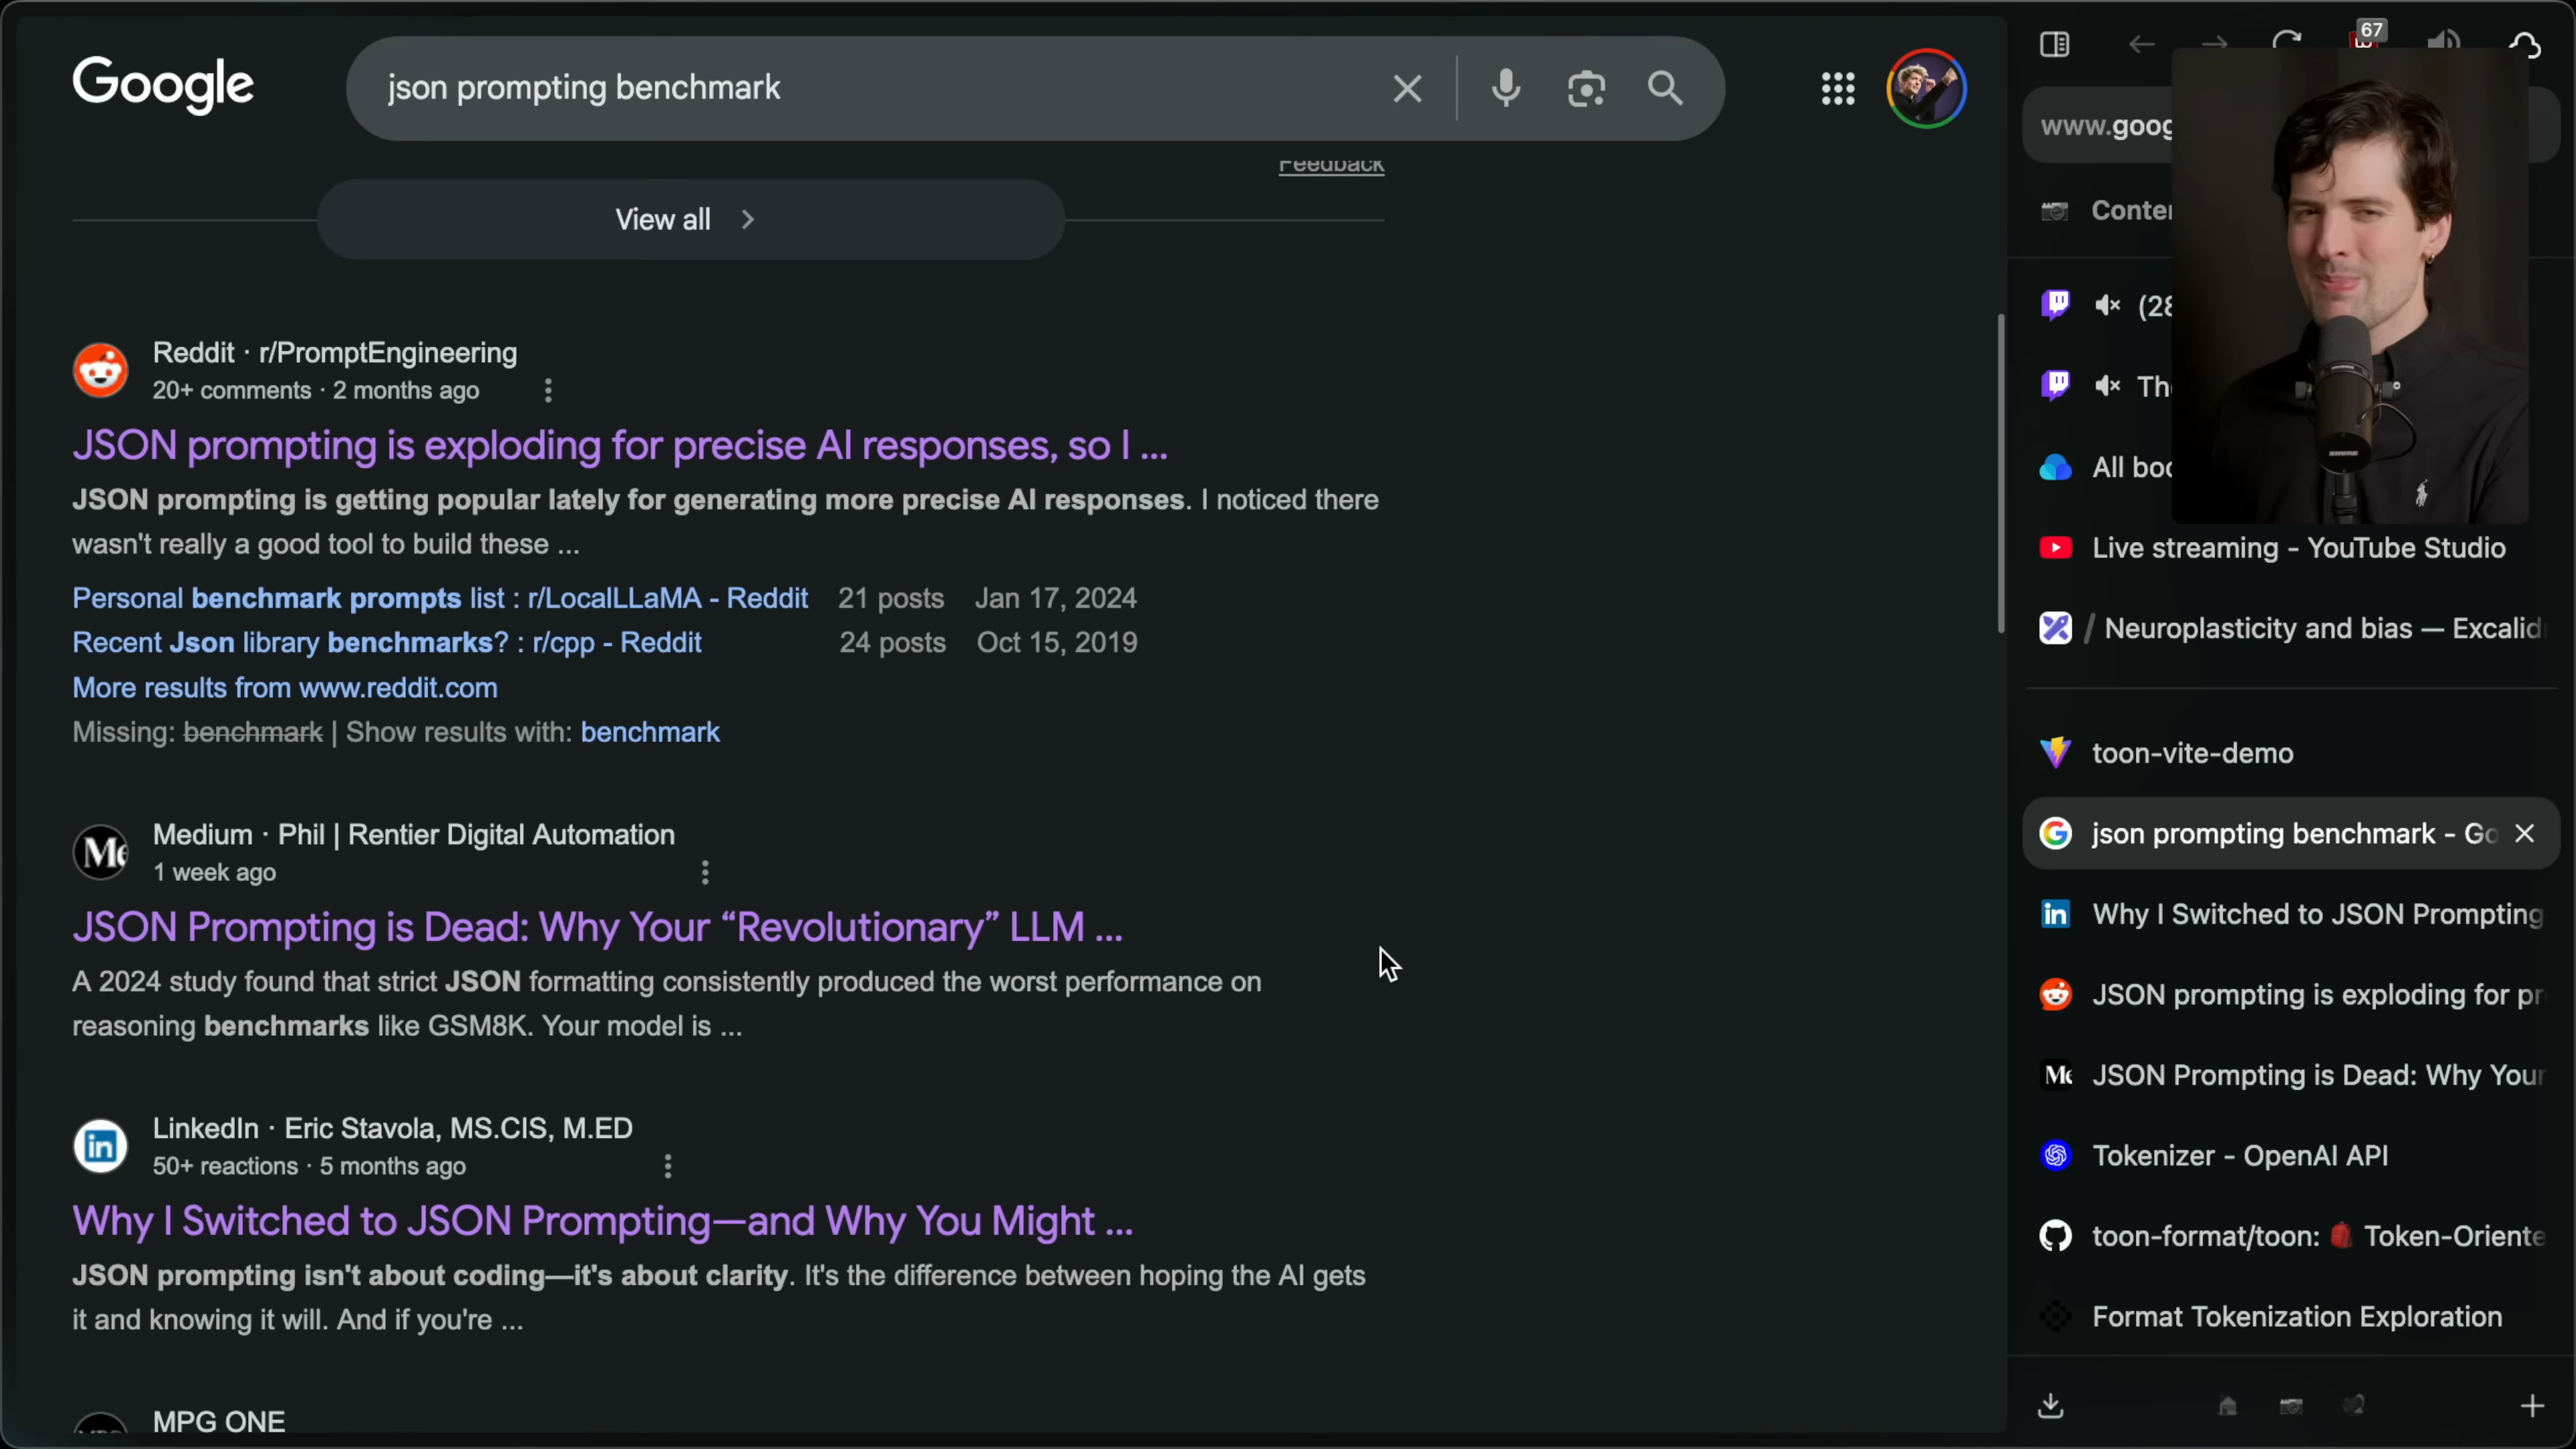 Google
json prompting benchmark
Feedback
View all
Reddit · r/PromptEngineering
20+ comments · 2 months ago
JSON prompting is exploding for precise AI responses, so I ...
JSON prompting is getting popular lately for generating more precise AI responses. I noticed there
wasn't really a good tool to build these ...
Personal benchmark prompts list : r/LocalLLaMA - Reddit 21 posts Jan 17, 2024
Recent Json library benchmarks? : r/cpp - Reddit 24 posts Oct 15, 2019
More results from www.reddit.com
Missing: benchmark | Show results with: benchmark
Medium · Phil | Rentier Digital Automation
1 week ago
JSON Prompting is Dead: Why Your “Revolutionary” LLM ...
A 2024 study found that strict JSON formatting consistently produced the worst performance on
reasoning benchmarks like GSM8K. Your model is ...
LinkedIn · Eric Stavola, MS.CIS, M.ED
50+ reactions · 5 months ago
Why I Switched to JSON Prompting—and Why You Might ...
JSON prompting isn't about coding—it's about clarity. It's the difference between hoping the AI gets
it and knowing it will. And if you're ...
MPG ONE
67
www.goog
Conte
(28
Th
All boo
Live streaming - YouTube Studio
/ Neuroplasticity and bias — Excalid
toon-vite-demo
json prompting benchmark - Go
Why I Switched to JSON Prompting
JSON prompting is exploding for pr
JSON Prompting is Dead: Why Your
Tokenizer - OpenAI API
toon-format/toon: Token-Oriente
Format Tokenization Exploration